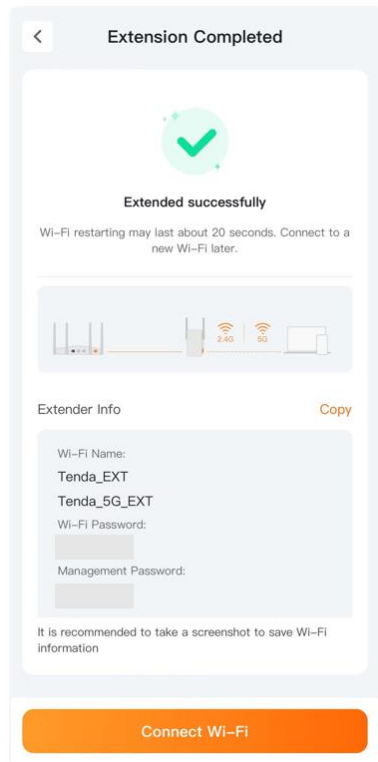 Extension Completed
Extended successfully
Wi-Fi restarting may last about 20 seconds. Connect to a
new Wi-Fi later.
2.4G
5G
Extender Info
Copy
Wi-Fi Name:
Tenda_EXT
Tenda_5G_EXT
Wi-Fi Password:
Management Password:
It is recommended to take a screenshot to save Wi-Fi
information
Connect Wi-Fi